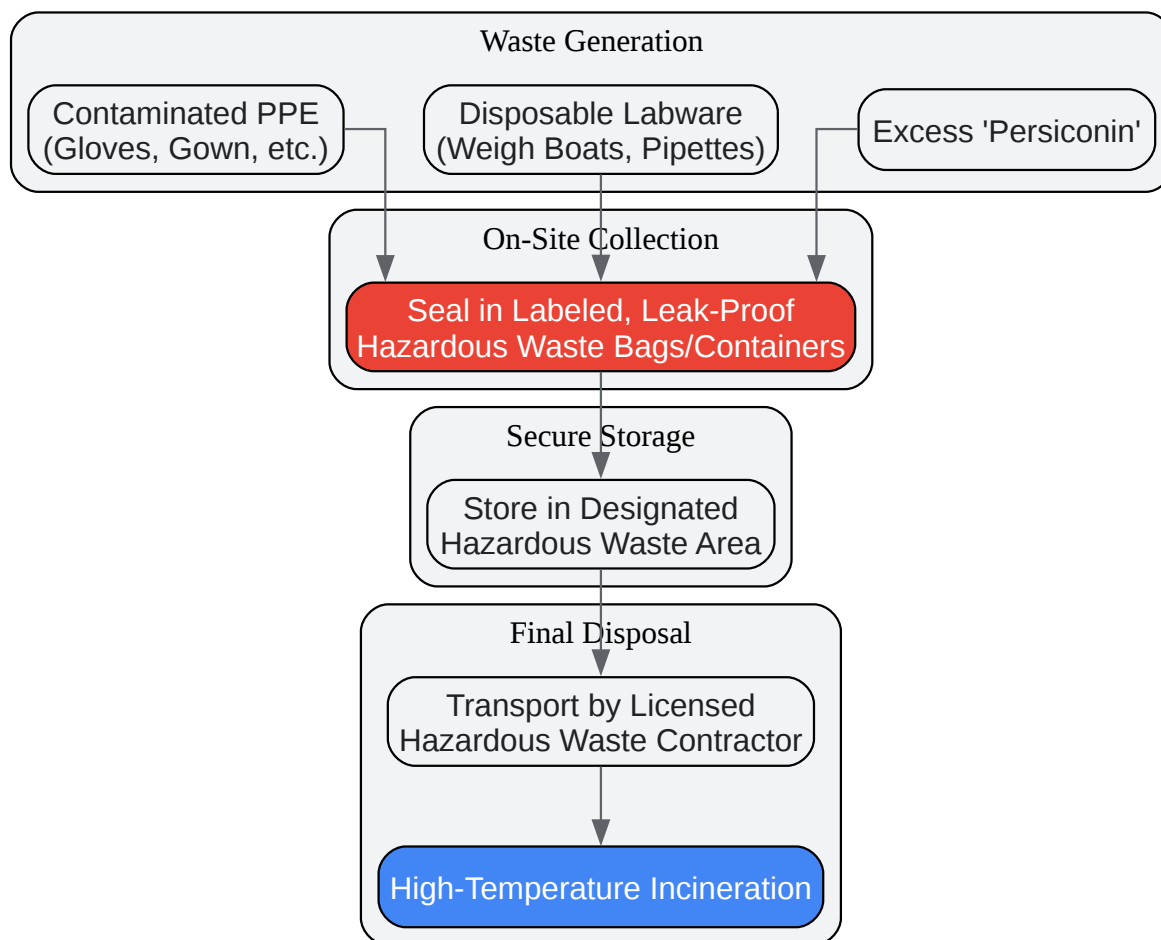 Waste Generation
Contaminated PPE
(Gloves, Gown, etc.)
Disposable Labware
(Weigh Boats, Pipettes)
Excess 'Persiconin'
On-Site Collection
Seal in Labeled, Leak-Proof
Hazardous Waste Bags/Containers
Secure Storage
Store in Designated
Hazardous Waste Area
Final Disposal
Transport by Licensed
Hazardous Waste Contractor
High-Temperature Incineration